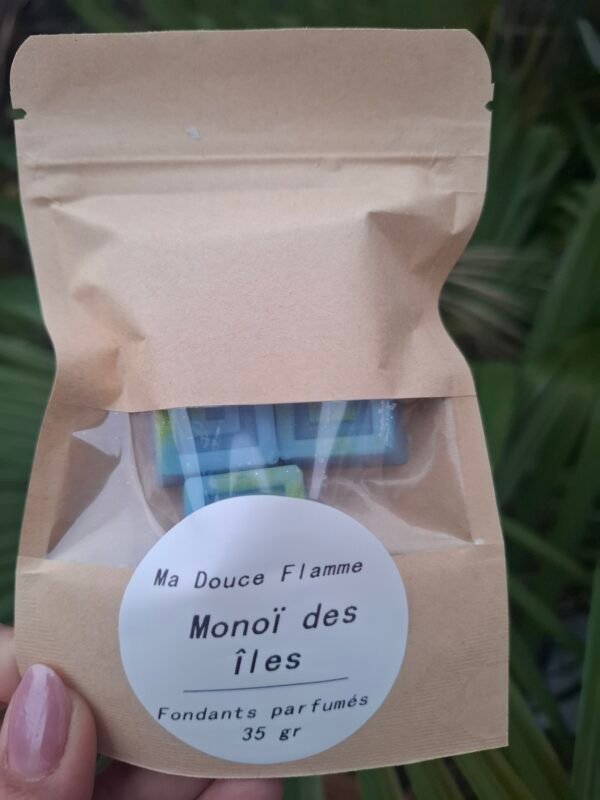 Ma Douce Flamme
Monoï des
îles
Fondants parfumés
35 gr